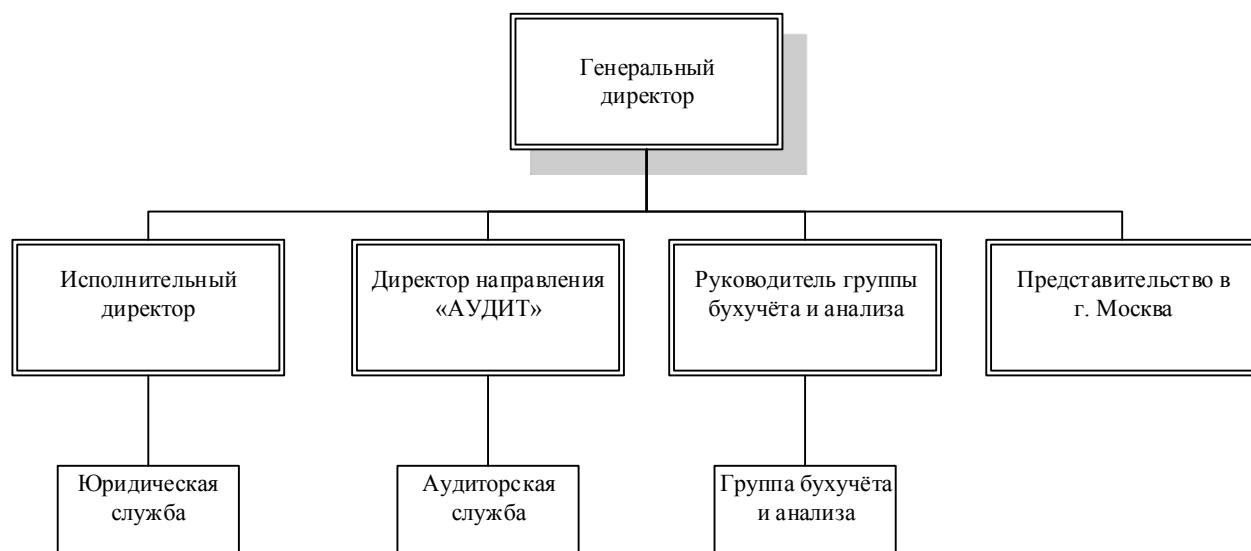 Генеральный
директор
Исполнительный
директор
Директор направления
«АУДИТ»
Руководитель группы
бухучёта и анализа
Представительство в
г. Москва
Юридическая
служба
Аудиторская
служба
Группа бухучёта
и анализа